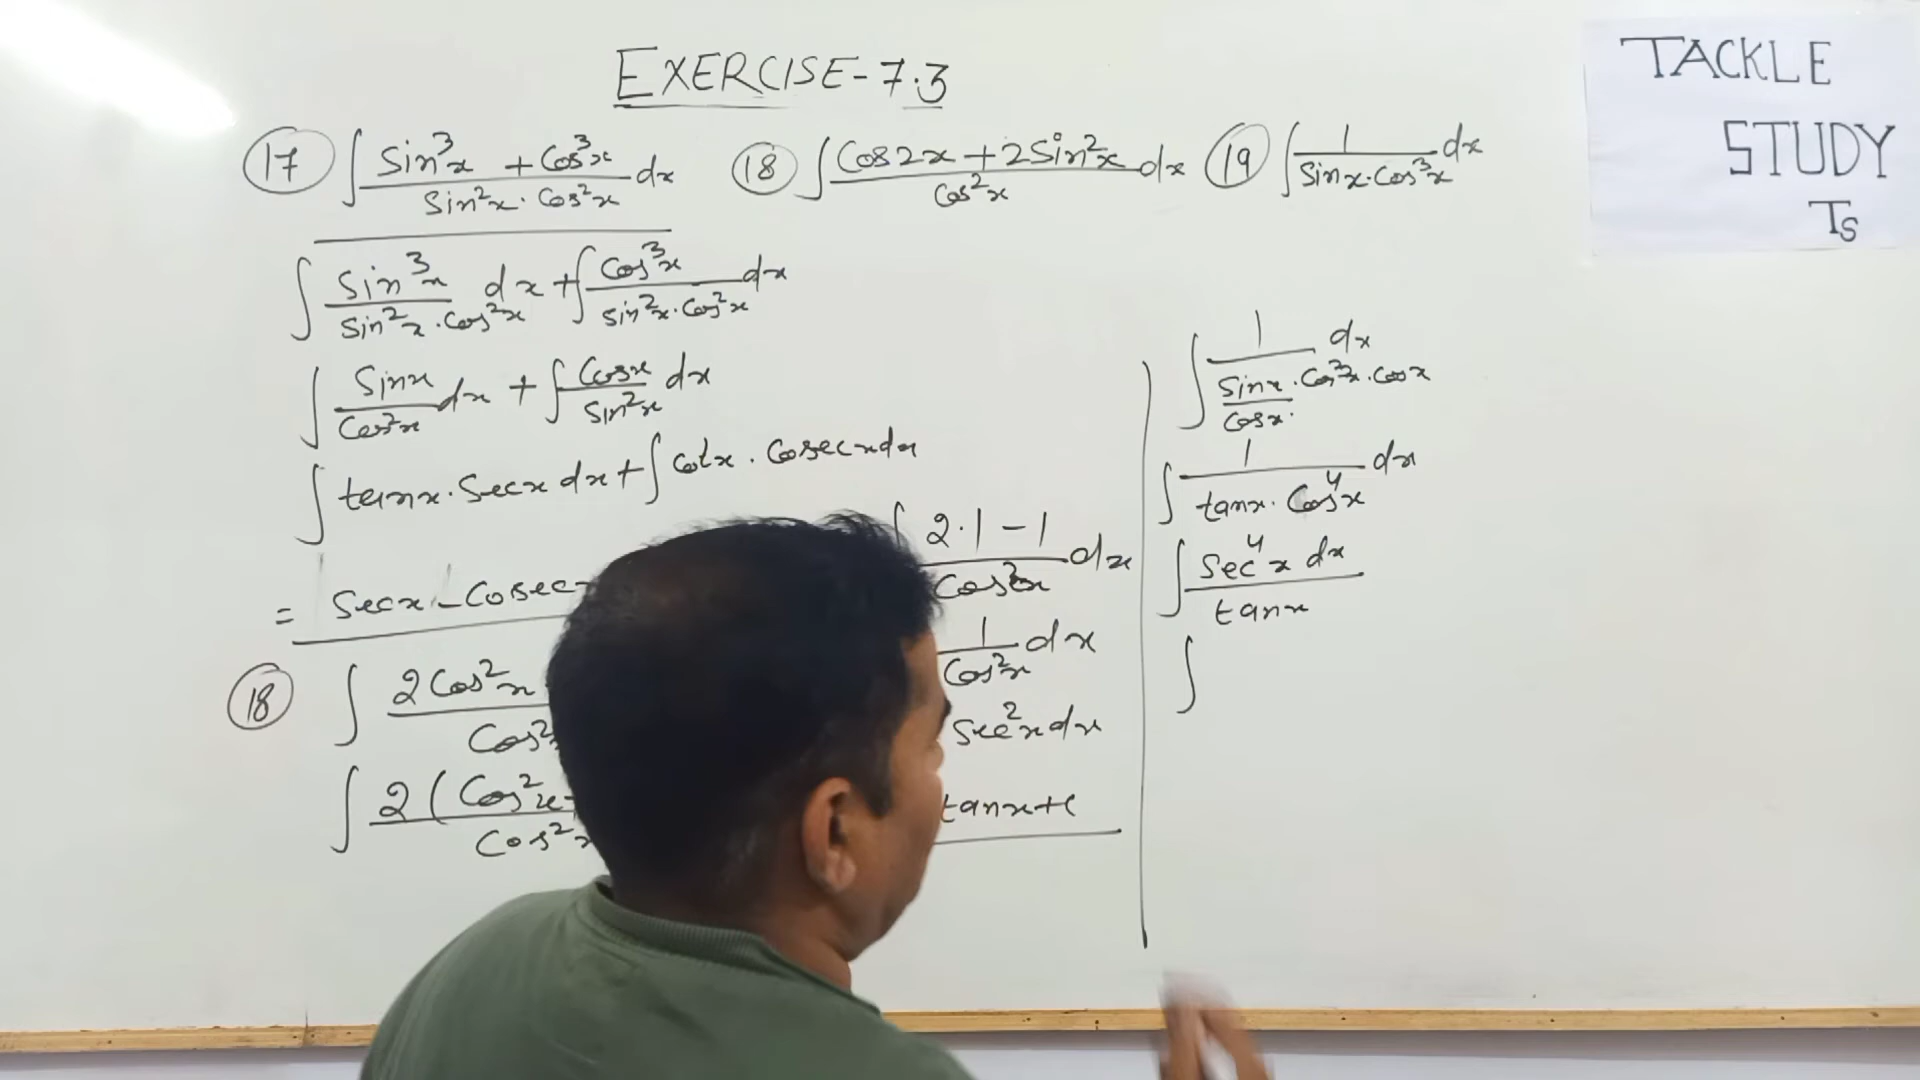 EXERCISE-7.3
TACKLE
STUDY
TS
17 ∫ Sin³x + Cos³x / Sin²x · Cos²x dx
18 ∫ Cos2x + 2Sin²x / Cos²x dx
19 ∫ 1 / Sinx·Cos³x dx
∫ Sin³x / Sin²x · Cos²x dx + ∫ Cos³x / Sin²x · Cos²x dx
∫ Sinx / Cos²x dx + ∫ Cosx / Sin²x dx
∫ tanx · Secx dx + ∫ Cotx · Cosecx dx
= Secx - Cosec
18 ∫ 2Cos²x
Cos²
∫ 2(Cos²x
Cos²x
∫ 2·1 - 1 / Cos²x dx
1 / Cos²x dx
Sec²x dx
tanx + c
∫ 1 / Sinx / Cosx · Cos³x · Cosx dx
∫ 1 / tanx · Cos⁴x dx
∫ Sec⁴x dx / tanx
∫